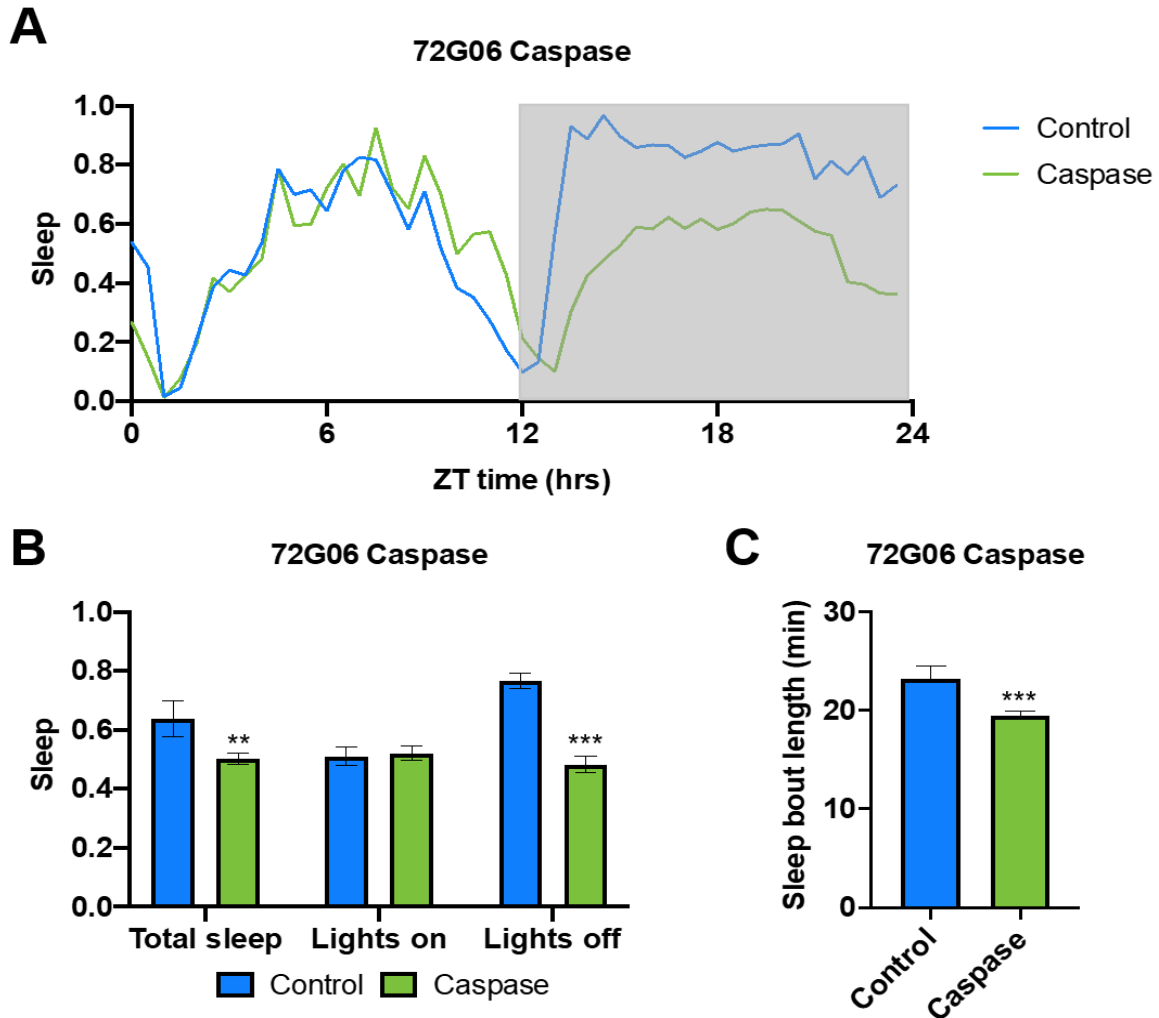 A
72G06 Caspase
1.0
0.8
0.6
0.4
0.2
0.0
Sleep
0 6 12 18 24
ZT time (hrs)
Control
Caspase
B
72G06 Caspase
1.0
0.8
0.6
0.4
0.2
0.0
Sleep
**
***
Total sleep Lights on Lights off
Control Caspase
C
72G06 Caspase
30
20
10
0
Sleep bout length (min)
***
Control
Caspase